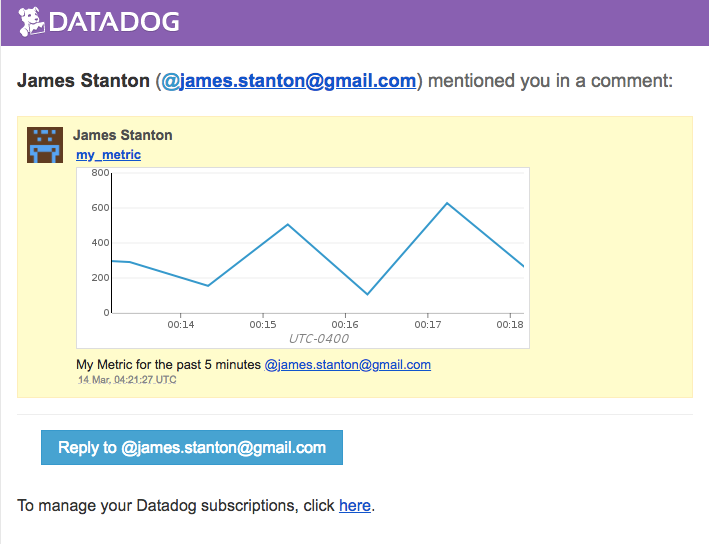 DATADOG
James Stanton (@james.stanton@gmail.com) mentioned you in a comment:
James Stanton
my_metric
800
600
400
200
0
00:14 00:15 00:16 00:17 00:18
UTC-0400
My Metric for the past 5 minutes @james.stanton@gmail.com
14 Mar, 04:21:27 UTC
Reply to @james.stanton@gmail.com
To manage your Datadog subscriptions, click here.